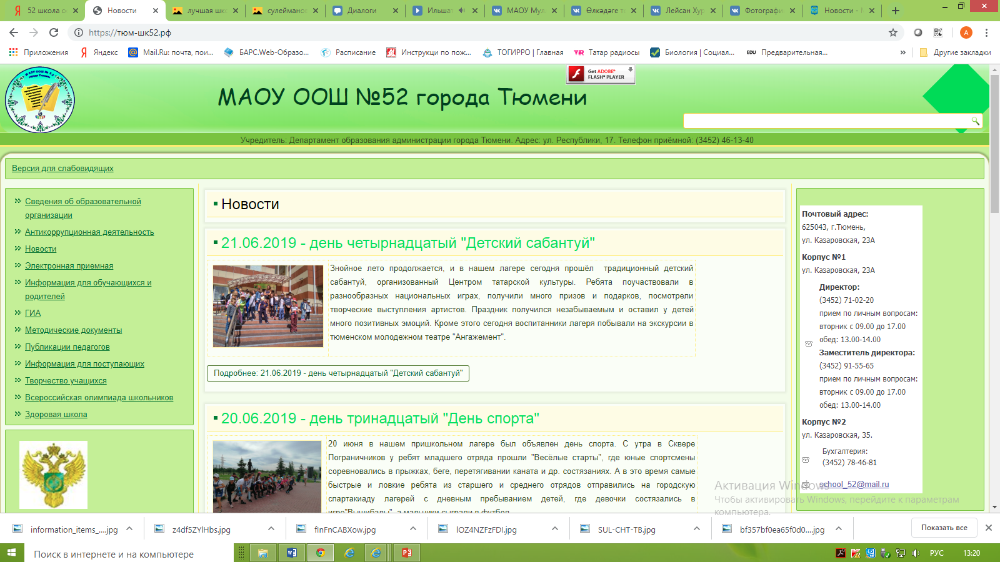 52 школа о
Новости
лучшая шк
сулеймано
Диалоги
Ильша
МАОУ Мул
Өлкәдәге т
Лейсан Хур
Фотографи
Новости - М
https://тюм-шк52.рф
А
Приложения
Яндекс
Mail.Ru: почта, пои...
БАРС.Web-Образо...
Расписание
Инструкци по пож...
ТОГИРРО | Главная
Татар радиосы
Биология | Социал...
EDU Предварительная...
» Другие закладки
Get ADOBE®
FLASH® PLAYER
МАОУ ООШ №52 города Тюмени
Учредитель: Департамент образования администрации города Тюмени. Адрес: ул. Республики, 17. Телефон приёмной: (3452) 46-13-40
Версия для слабовидящих
Сведения об образовательной
организации
Антикоррупционная деятельность
Новости
Электронная приемная
Информация для обучающихся и
родителей
ГИА
Методические документы
Публикации педагогов
Информация для поступающих
Творчество учащихся
Всероссийская олимпиада школьников
Здоровая школа
Новости
21.06.2019 - день четырнадцатый "Детский сабантуй"
Знойное лето продолжается, и в нашем лагере сегодня прошёл традиционный детский
сабантуй, организованный Центром татарской культуры. Ребята поучаствовали в
разнообразных национальных играх, получили много призов и подарков, посмотрели
творческие выступления артистов. Праздник получился незабываемым и оставил у детей
много позитивных эмоций. Кроме этого сегодня воспитанники лагеря побывали на экскурсии в
тюменском молодежном театре "Ангажемент".
Подробнее: 21.06.2019 - день четырнадцатый "Детский сабантуй"
20.06.2019 - день тринадцатый "День спорта"
20 июня в нашем пришкольном лагере был объявлен день спорта. С утра в Сквере
Пограничников у ребят младшего отряда прошли "Весёлые старты", где юные спортсмены
соревновались в прыжках, беге, перетягивании каната и др. состязаниях. А в это время самые
быстрые и ловкие ребята из старшего и среднего отрядов отправились на городскую
спартакиаду лагерей с дневным пребыванием детей, где девочки состязались в
игре"Вышибалы", а мальчики сыграли в футбол.
Почтовый адрес:
625043, г.Тюмень,
ул. Казаровская, 23А
Корпус №1
ул. Казаровская, 23А
Директор:
(3452) 71-02-20
прием по личным вопросам:
вторник с 09.00 до 17.00
обед: 13.00-14.00
Заместитель директора:
(3452) 91-55-65
прием по личным вопросам:
вторник с 09.00 до 17.00
обед: 13.00-14.00
Корпус №2
ул. Казаровская, 35.
Бухгалтерия:
(3452) 78-46-81
school_52@mail.ru
Активация Windows
Чтобы активировать Windows, перейдите к параметрам
компьютера.
information_items_....jpg
z4df5ZYlHbs.jpg
fInFnCABXow.jpg
lOZ4NZFzFDI.jpg
SUL-CHT-TB.jpg
bf357bf0ea65f0d0....jpg
Показать все
Поиск в интернете и на компьютере
РУС
13:20